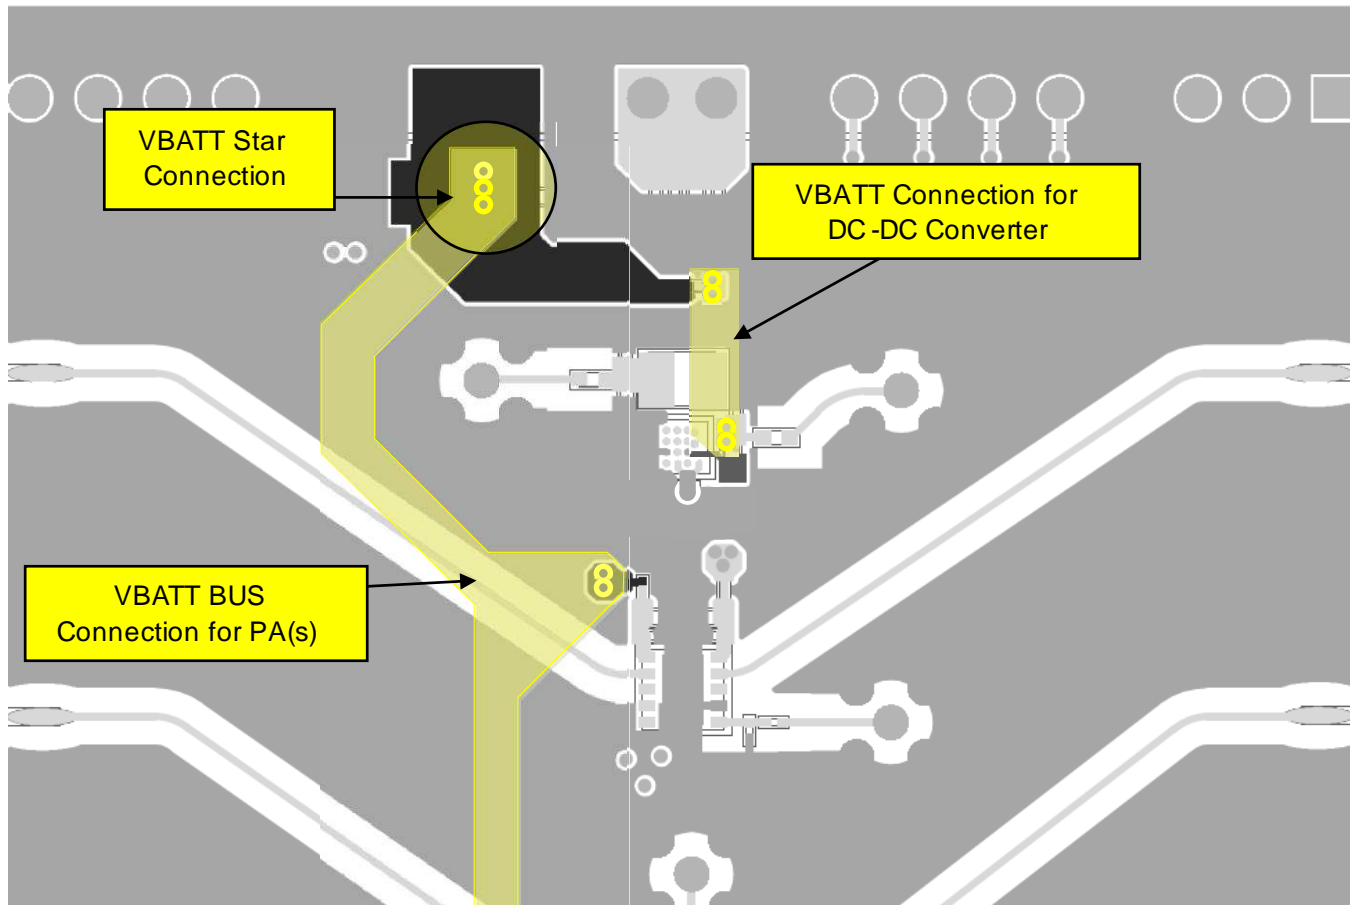 VBATT Star
Connection
VBATT Connection for
DC-DC Converter
VBATT BUS
Connection for PA(s)